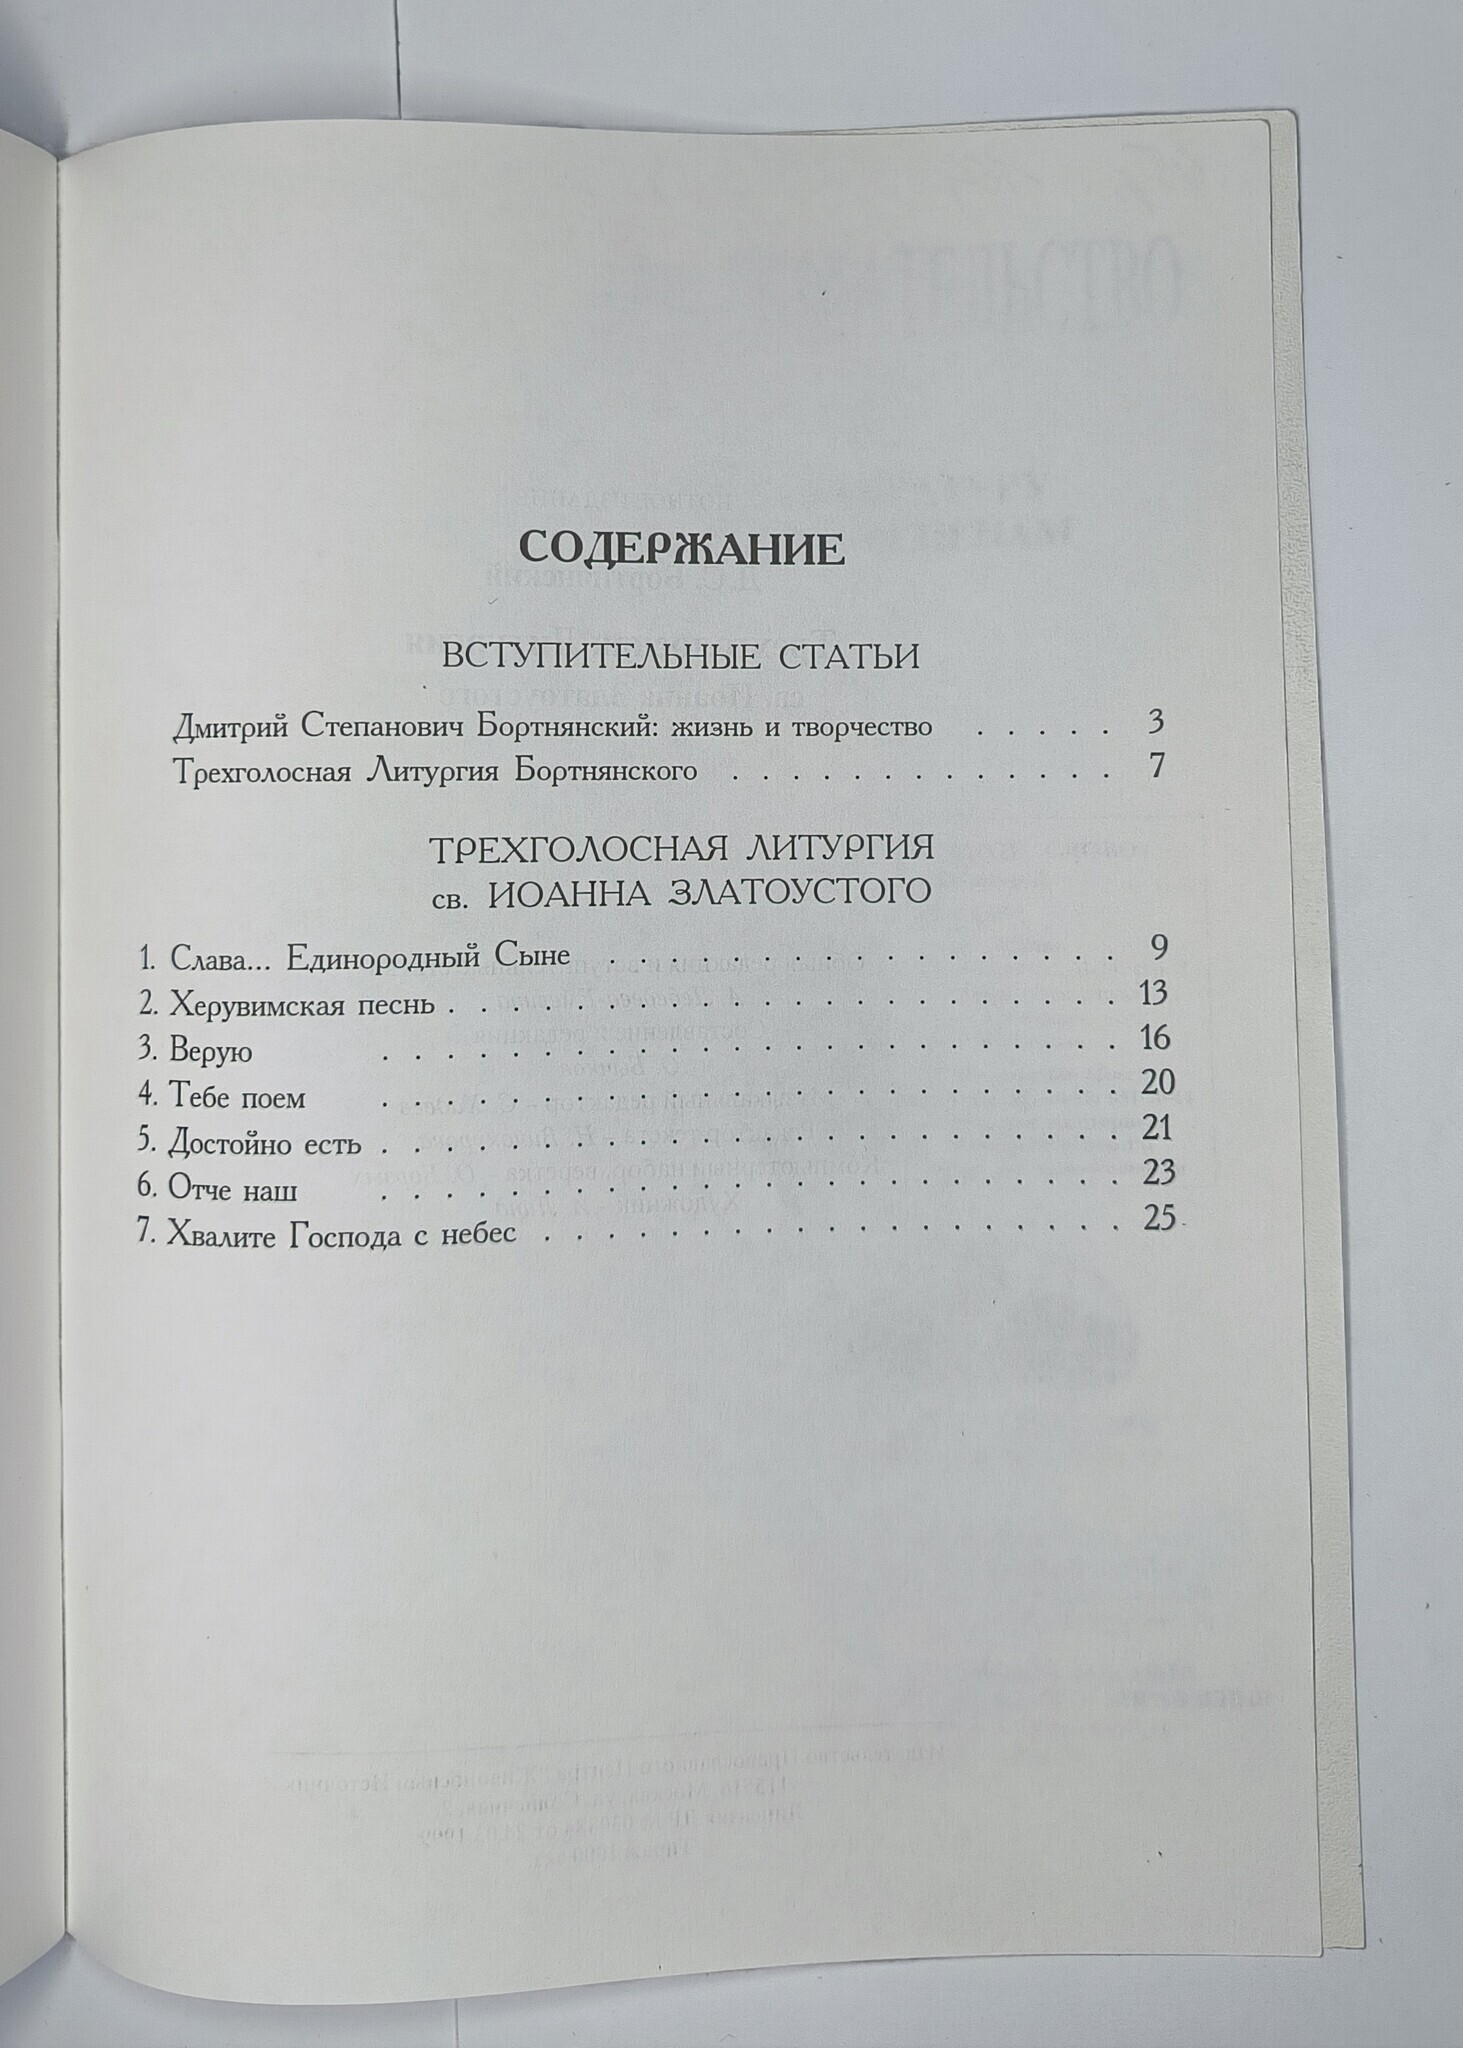 СОДЕРЖАНИЕ
ВСТУПИТЕЛЬНЫЕ СТАТЬИ
Дмитрий Степанович Бортнянский: жизнь и творчество . . . . . 3
Трехголосная Литургия Бортнянского . . . . . . . . . . . . . 7
ТРЕХГОЛОСНАЯ ЛИТУРГИЯ
св. ИОАННА ЗЛАТОУСТОГО
1. Слава... Единородный Сыне . . . . . . . . . . . . . . . . 9
2. Херувимская песнь . . . . . . . . . . . . . . . . . . . . . 13
3. Верую . . . . . . . . . . . . . . . . . . . . . . . 16
4. Тебе поем . . . . . . . . . . . . . . . . . . . . . . . 20
5. Достойно есть . . . . . . . . . . . . . . . . . . . . . . . 21
6. Отче наш . . . . . . . . . . . . . . . . . . . . . . . 23
7. Хвалите Господа с небес . . . . . . . . . . . . . . . . . . 25